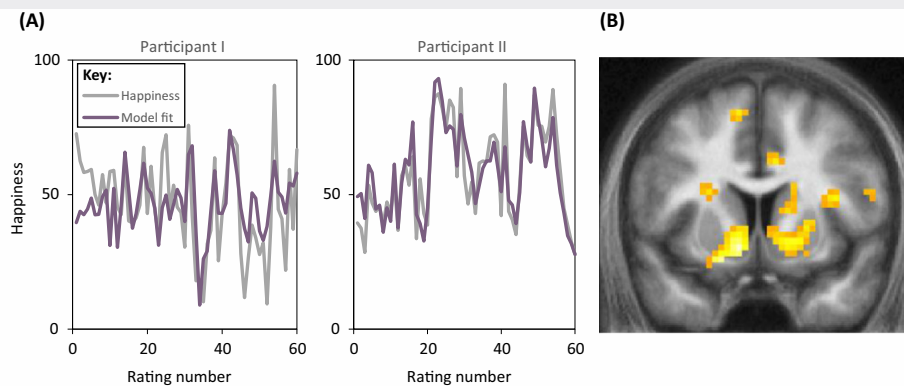 (A)
(B)
Participant I
Participant II
100
50
0
Key:
Happiness
Model fit
Happiness
0
20
40
60
Rating number
100
50
0
0
20
40
60
Rating number